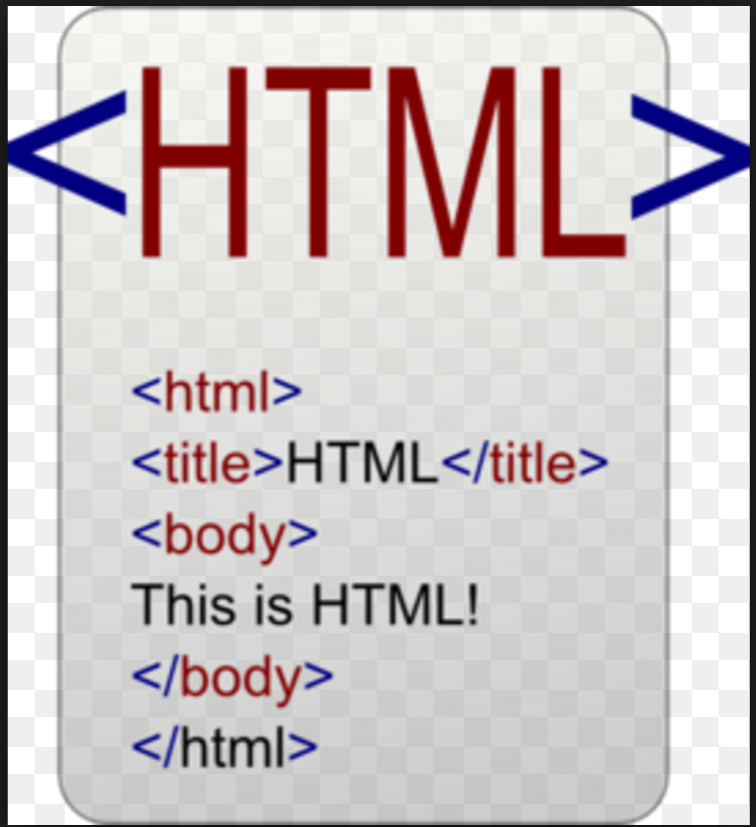 <HTML>
<html>
<title>HTML</title>
<body>
This is HTML!
</body>
</html>